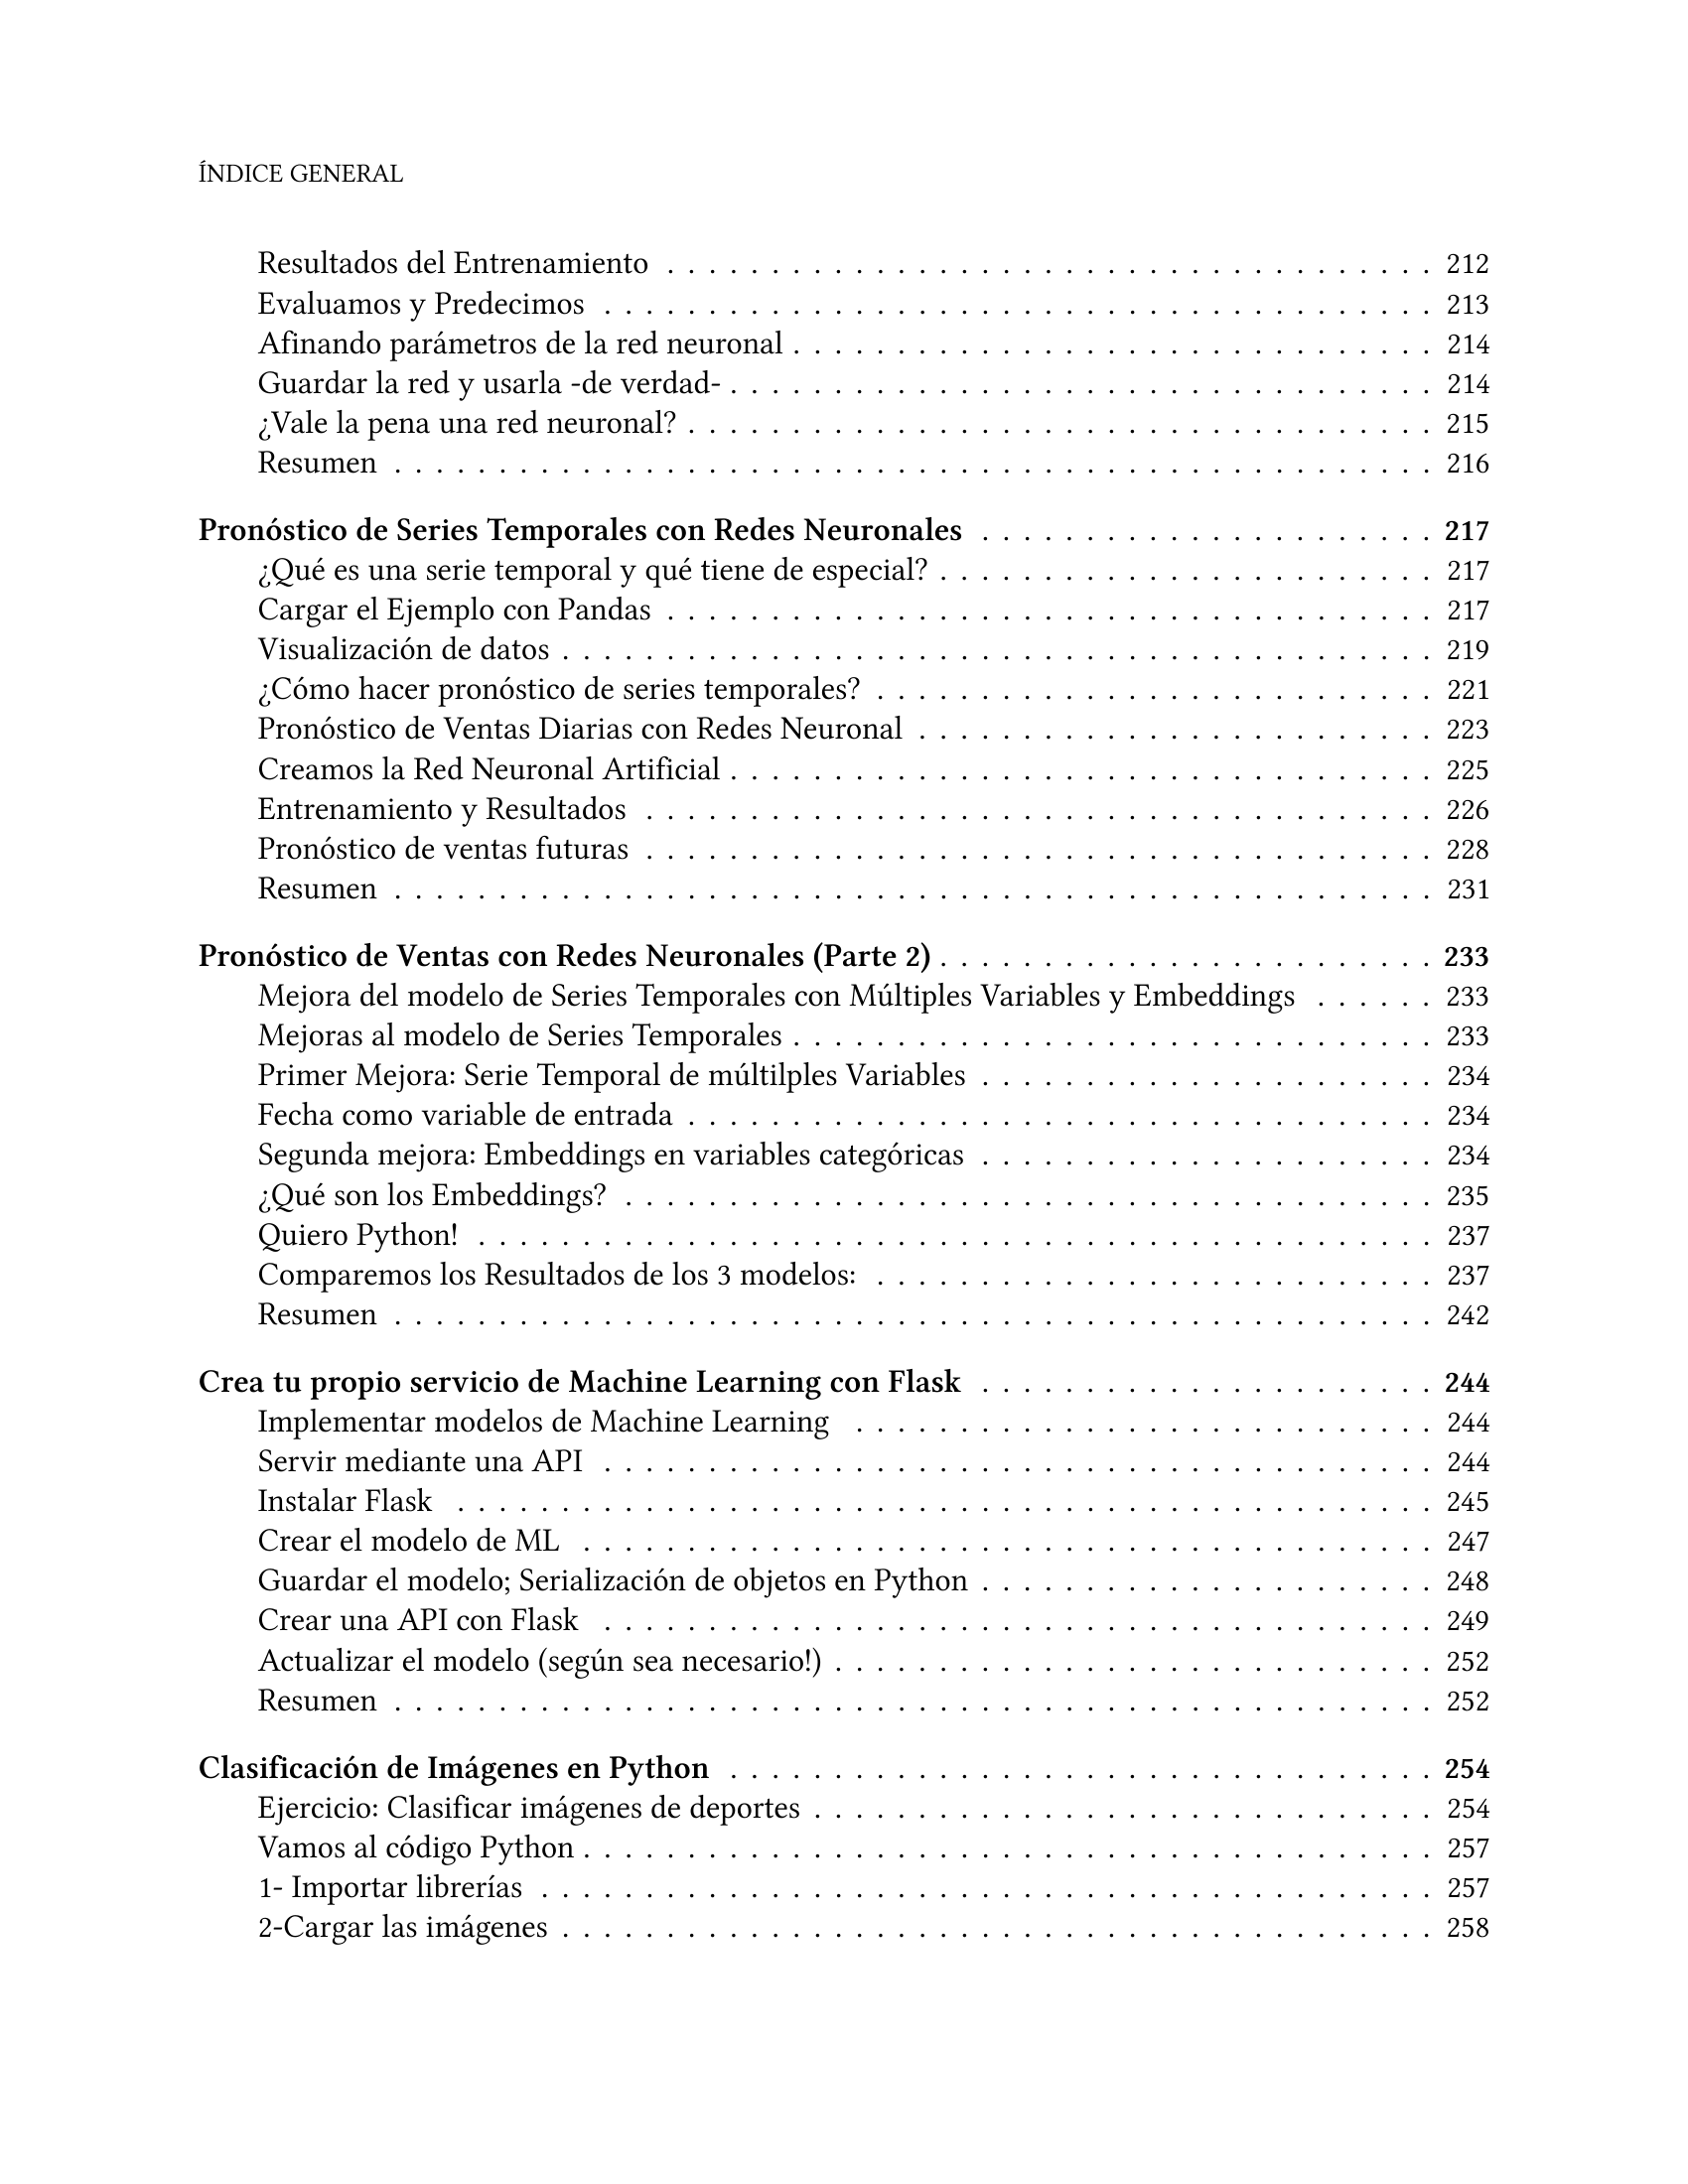 ÍNDICE GENERAL
Resultados del Entrenamiento . . . . . . . . . . . . . . . . . . . . . . . . . . . . . . . . . . . . . 212
Evaluamos y Predecimos . . . . . . . . . . . . . . . . . . . . . . . . . . . . . . . . . . . . . . . . 213
Afinando parámetros de la red neuronal . . . . . . . . . . . . . . . . . . . . . . . . . . . . . . . 214
Guardar la red y usarla -de verdad- . . . . . . . . . . . . . . . . . . . . . . . . . . . . . . . . . . 214
¿Vale la pena una red neuronal? . . . . . . . . . . . . . . . . . . . . . . . . . . . . . . . . . . . . 215
Resumen . . . . . . . . . . . . . . . . . . . . . . . . . . . . . . . . . . . . . . . . . . . . . . . . . . 216
Pronóstico de Series Temporales con Redes Neuronales . . . . . . . . . . . . . . . . . . . . . . 217
¿Qué es una serie temporal y qué tiene de especial? . . . . . . . . . . . . . . . . . . . . . . . . 217
Cargar el Ejemplo con Pandas . . . . . . . . . . . . . . . . . . . . . . . . . . . . . . . . . . . . . 217
Visualización de datos . . . . . . . . . . . . . . . . . . . . . . . . . . . . . . . . . . . . . . . . . . 219
¿Cómo hacer pronóstico de series temporales? . . . . . . . . . . . . . . . . . . . . . . . . . . . 221
Pronóstico de Ventas Diarias con Redes Neuronal . . . . . . . . . . . . . . . . . . . . . . . . . 223
Creamos la Red Neuronal Artificial . . . . . . . . . . . . . . . . . . . . . . . . . . . . . . . . . . 225
Entrenamiento y Resultados . . . . . . . . . . . . . . . . . . . . . . . . . . . . . . . . . . . . . . 226
Pronóstico de ventas futuras . . . . . . . . . . . . . . . . . . . . . . . . . . . . . . . . . . . . . . 228
Resumen . . . . . . . . . . . . . . . . . . . . . . . . . . . . . . . . . . . . . . . . . . . . . . . . . . 231
Pronóstico de Ventas con Redes Neuronales (Parte 2) . . . . . . . . . . . . . . . . . . . . . . . . 233
Mejora del modelo de Series Temporales con Múltiples Variables y Embeddings . . . . . . 233
Mejoras al modelo de Series Temporales . . . . . . . . . . . . . . . . . . . . . . . . . . . . . . . 233
Primer Mejora: Serie Temporal de múltilples Variables . . . . . . . . . . . . . . . . . . . . . . 234
Fecha como variable de entrada . . . . . . . . . . . . . . . . . . . . . . . . . . . . . . . . . . . . 234
Segunda mejora: Embeddings en variables categóricas . . . . . . . . . . . . . . . . . . . . . . 234
¿Qué son los Embeddings? . . . . . . . . . . . . . . . . . . . . . . . . . . . . . . . . . . . . . . . 235
Quiero Python! . . . . . . . . . . . . . . . . . . . . . . . . . . . . . . . . . . . . . . . . . . . . . . 237
Comparemos los Resultados de los 3 modelos: . . . . . . . . . . . . . . . . . . . . . . . . . . . 237
Resumen . . . . . . . . . . . . . . . . . . . . . . . . . . . . . . . . . . . . . . . . . . . . . . . . . . 242
Crea tu propio servicio de Machine Learning con Flask . . . . . . . . . . . . . . . . . . . . . . 244
Implementar modelos de Machine Learning . . . . . . . . . . . . . . . . . . . . . . . . . . . . 244
Servir mediante una API . . . . . . . . . . . . . . . . . . . . . . . . . . . . . . . . . . . . . . . . 244
Instalar Flask . . . . . . . . . . . . . . . . . . . . . . . . . . . . . . . . . . . . . . . . . . . . . . . 245
Crear el modelo de ML . . . . . . . . . . . . . . . . . . . . . . . . . . . . . . . . . . . . . . . . . 247
Guardar el modelo; Serialización de objetos en Python . . . . . . . . . . . . . . . . . . . . . . 248
Crear una API con Flask . . . . . . . . . . . . . . . . . . . . . . . . . . . . . . . . . . . . . . . . 249
Actualizar el modelo (según sea necesario!) . . . . . . . . . . . . . . . . . . . . . . . . . . . . . 252
Resumen . . . . . . . . . . . . . . . . . . . . . . . . . . . . . . . . . . . . . . . . . . . . . . . . . . 252
Clasificación de Imágenes en Python . . . . . . . . . . . . . . . . . . . . . . . . . . . . . . . . . . 254
Ejercicio: Clasificar imágenes de deportes . . . . . . . . . . . . . . . . . . . . . . . . . . . . . . 254
Vamos al código Python . . . . . . . . . . . . . . . . . . . . . . . . . . . . . . . . . . . . . . . . . 257
1- Importar librerías . . . . . . . . . . . . . . . . . . . . . . . . . . . . . . . . . . . . . . . . . . . 257
2-Cargar las imágenes . . . . . . . . . . . . . . . . . . . . . . . . . . . . . . . . . . . . . . . . . . 258